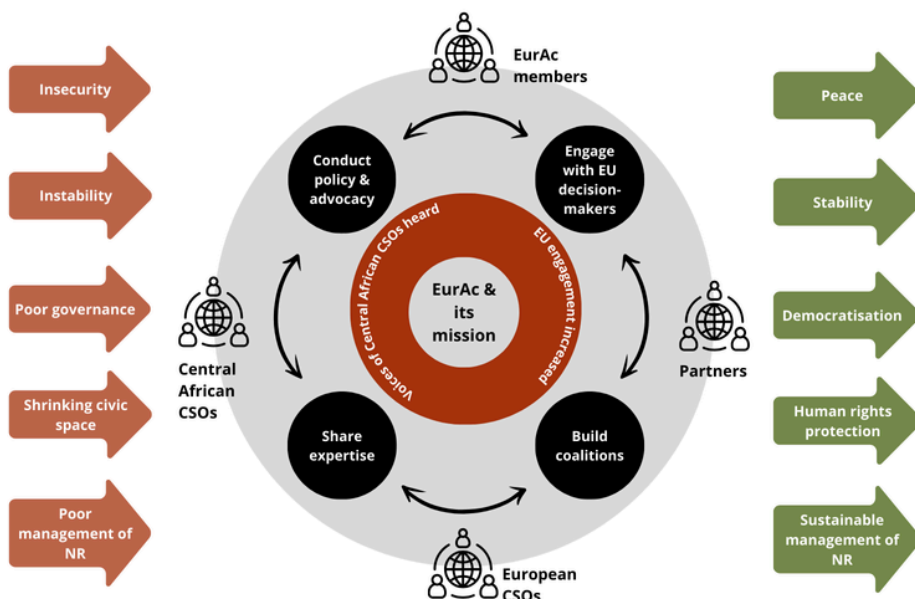 EurAc
members
Insecurity
Peace
Conduct
policy &
advocacy
Engage
with EU
decision-
makers
Instability
Stability
Voices of Central African CSOs heard
EU engagement increased
EurAc &
its
mission
Poor governance
Democratisation
Central
African
CSOs
Partners
Shrinking civic
space
Human rights
protection
Share
expertise
Build
coalitions
Poor
management of
NR
Sustainable
management of
NR
European
CSOs